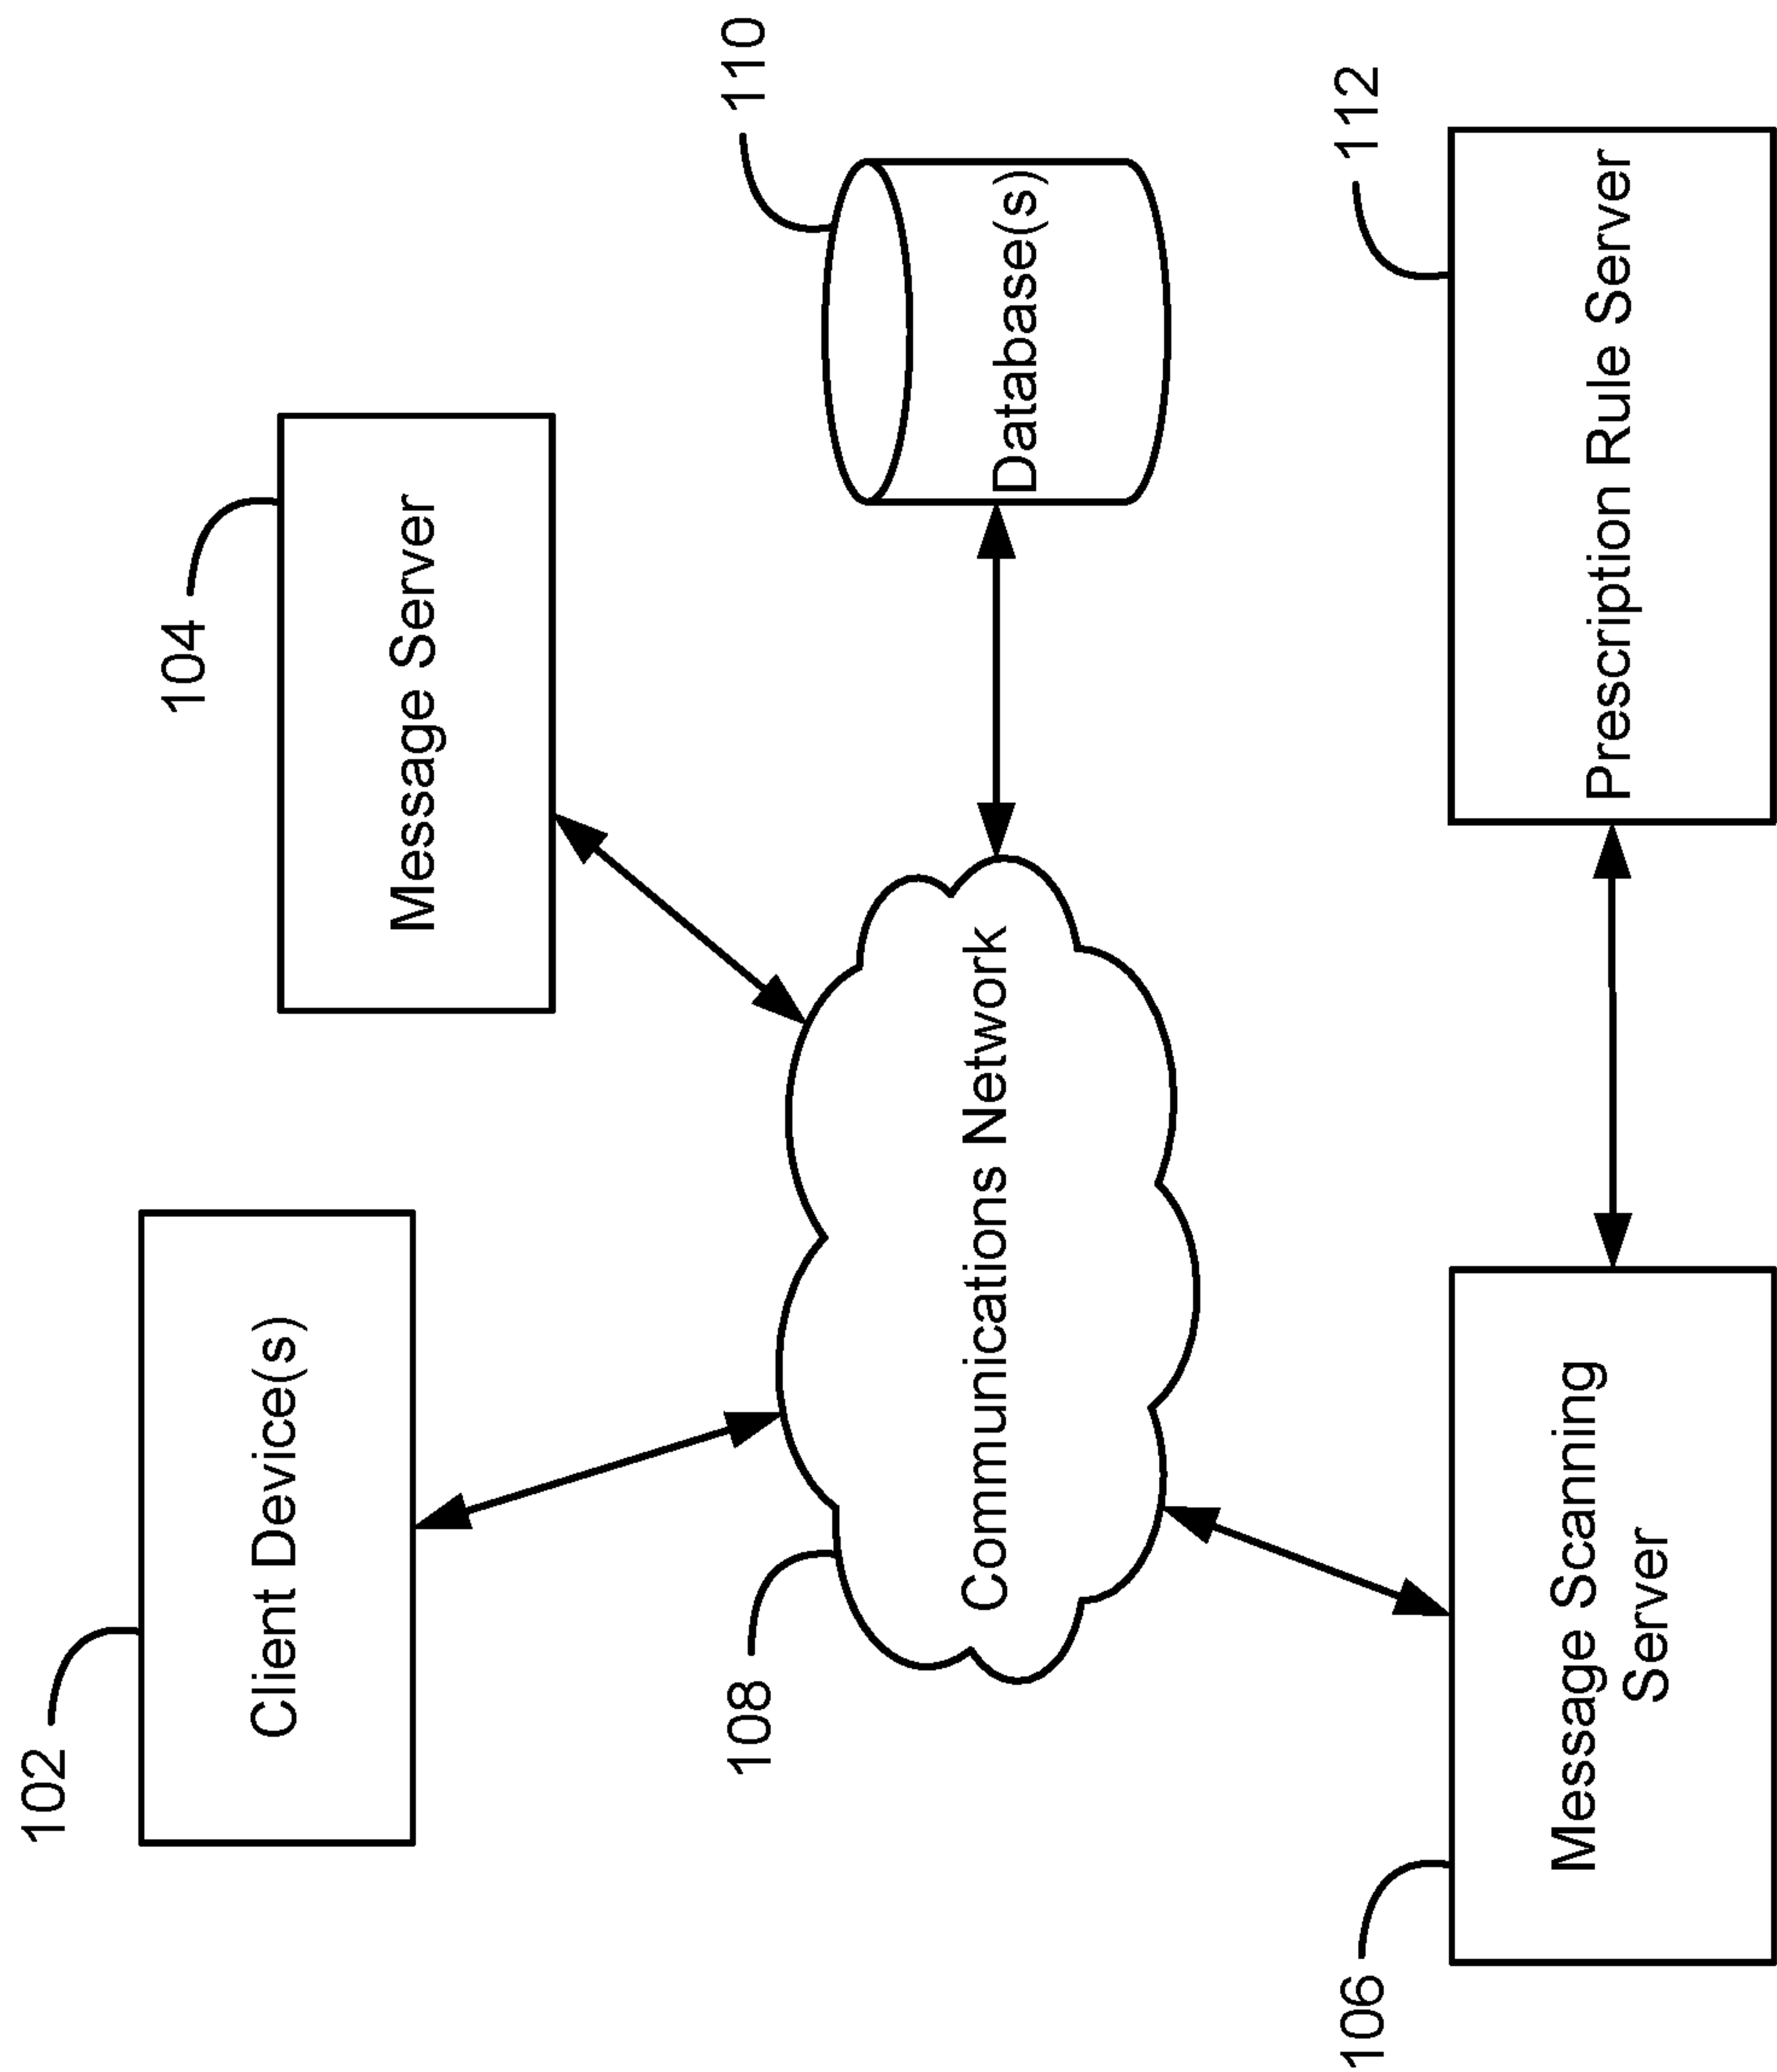 102
Client Device(s)
104
Message Server
108
Communications Network
110
Database(s)
106
Message Scanning
Server
112
Prescription Rule Server